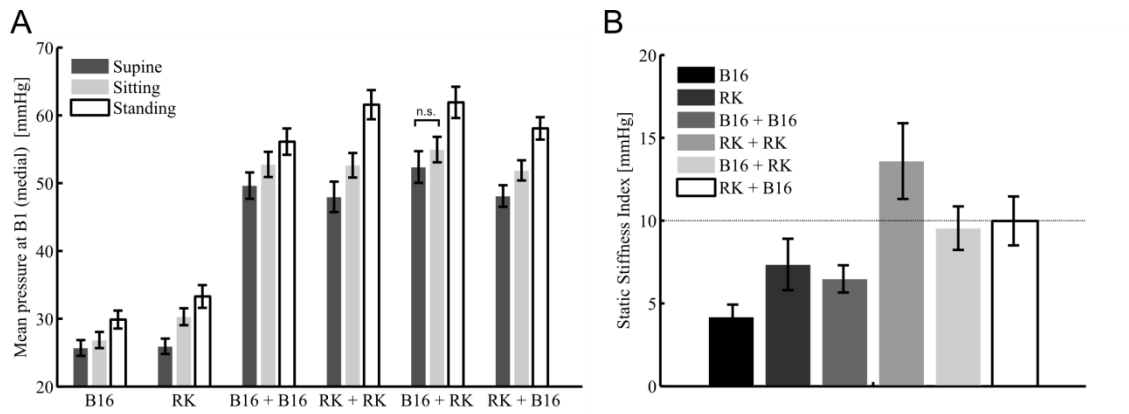 A
Mean pressure at B1 (medial) [mmHg]
70
60
50
40
30
20
Supine
Sitting
Standing
n.s.
B16 RK B16 + B16 RK + RK B16 + RK RK + B16
B
Static Stiffness Index [mmHg]
20
15
10
5
0
B16
RK
B16 + B16
RK + RK
B16 + RK
RK + B16